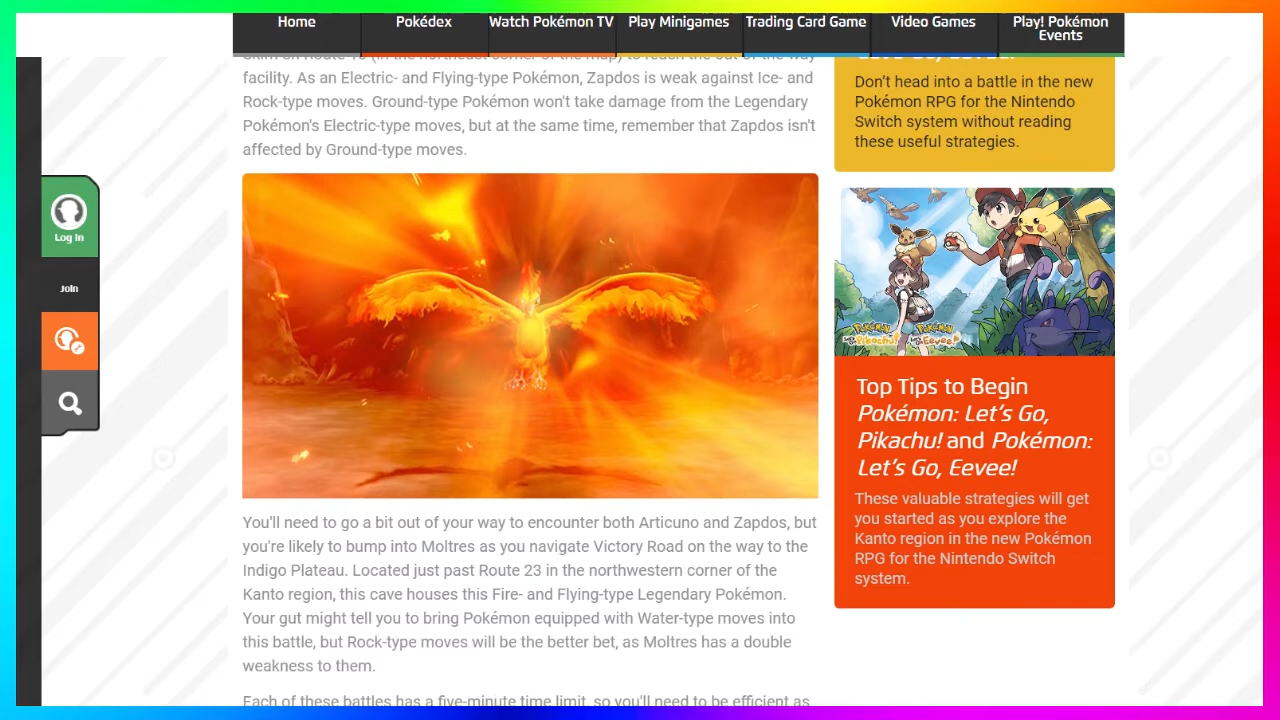 Home
Pokédex
Watch Pokémon TV
Play Minigames
Trading Card Game
Video Games
Play! Pokémon
Events
facility. As an Electric- and Flying-type Pokémon, Zapdos is weak against Ice- and
Rock-type moves. Ground-type Pokémon won't take damage from the Legendary
Pokémon's Electric-type moves, but at the same time, remember that Zapdos isn't
affected by Ground-type moves.
You'll need to go a bit out of your way to encounter both Articuno and Zapdos, but
you're likely to bump into Moltres as you navigate Victory Road on the way to the
Indigo Plateau. Located just past Route 23 in the northwestern corner of the
Kanto region, this cave houses this Fire- and Flying-type Legendary Pokémon.
Your gut might tell you to bring Pokémon equipped with Water-type moves into
this battle, but Rock-type moves will be the better bet, as Moltres has a double
weakness to them.
Each of these battles has a five-minute time limit, so you'll need to be efficient as
Don't head into a battle in the new
Pokémon RPG for the Nintendo
Switch system without reading
these useful strategies.
Pokémon
Let's Go Pikachu!
Pokémon
Let's Go Eevee!
Top Tips to Begin
Pokémon: Let's Go,
Pikachu! and Pokémon:
Let's Go, Eevee!
These valuable strategies will get
you started as you explore the
Kanto region in the new Pokémon
RPG for the Nintendo Switch
system.
Log In
Join